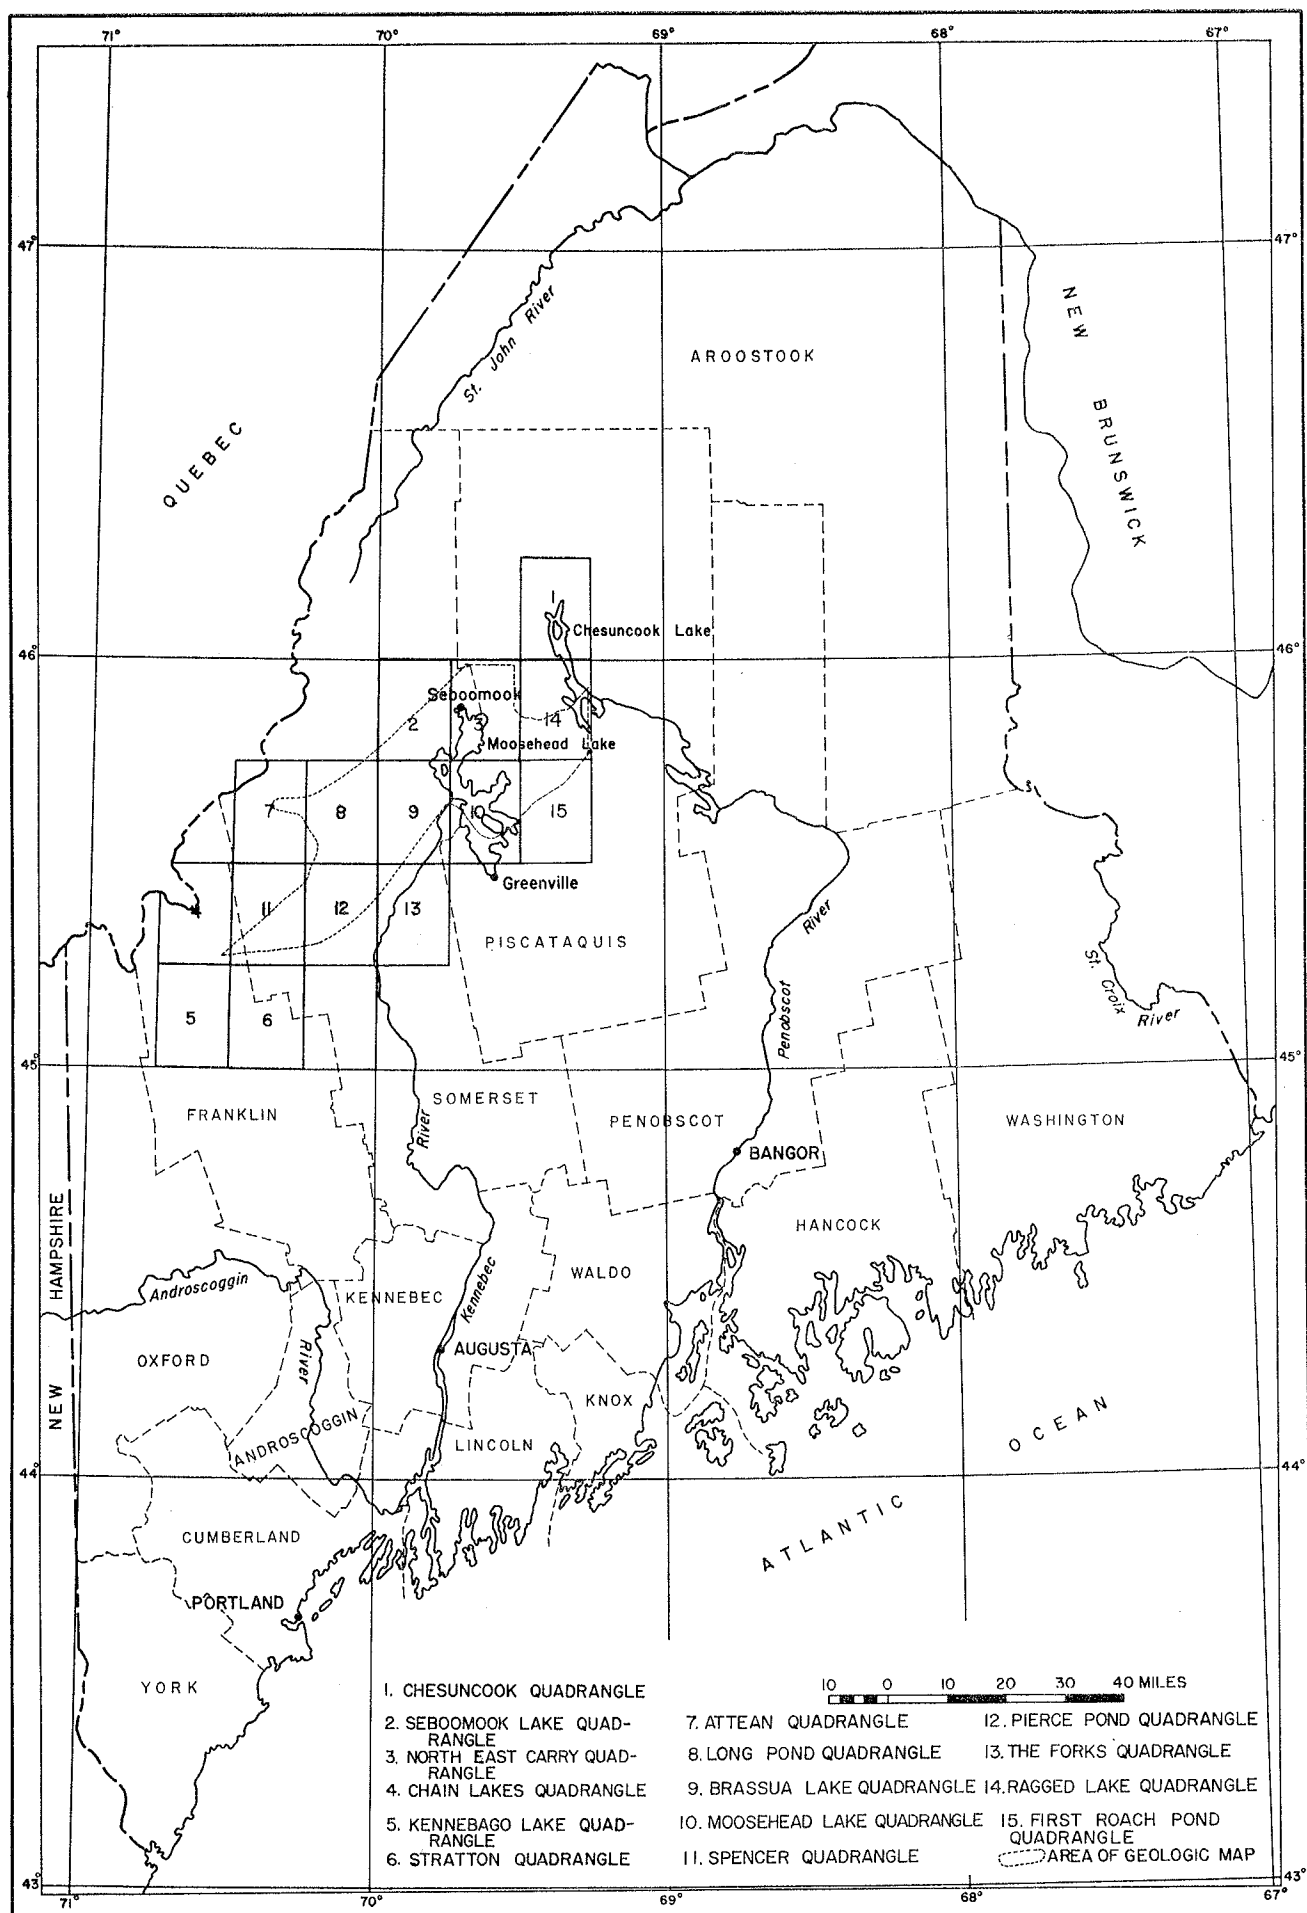 71°
70°
69°
68°
67°
47°
47°
NEW BRUNSWICK
St. John River
AROOSTOOK
QUEBEC
1
Chesuncook Lake
46°
46°
Seboomook
2
3
14
Moosehead Lake
7
8
9
10
15
Greenville
4
11
12
13
PISCATAQUIS
River
Penobscot
St. Croix
River
5
6
45°
45°
SOMERSET
FRANKLIN
River
PENOBSCOT
WASHINGTON
BANGOR
NEW HAMPSHIRE
HANCOCK
Androscoggin
KENNEBEC
Kennebec
WALDO
OXFORD
River
AUGUSTA
KNOX
ANDROSCOGGIN
LINCOLN
ATLANTIC OCEAN
44°
44°
CUMBERLAND
PORTLAND
YORK
10 0 10 20 30 40 MILES
1. CHESUNCOOK QUADRANGLE
2. SEBOOMOOK LAKE QUAD-
RANGLE
3. NORTH EAST CARRY QUAD-
RANGLE
4. CHAIN LAKES QUADRANGLE
5. KENNEBAGO LAKE QUAD-
RANGLE
6. STRATTON QUADRANGLE
7. ATTEAN QUADRANGLE
8. LONG POND QUADRANGLE
9. BRASSUA LAKE QUADRANGLE
10. MOOSEHEAD LAKE QUADRANGLE
11. SPENCER QUADRANGLE
12. PIERCE POND QUADRANGLE
13. THE FORKS QUADRANGLE
14. RAGGED LAKE QUADRANGLE
15. FIRST ROACH POND
QUADRANGLE
AREA OF GEOLOGIC MAP
43°
43°
71°
70°
69°
68°
67°